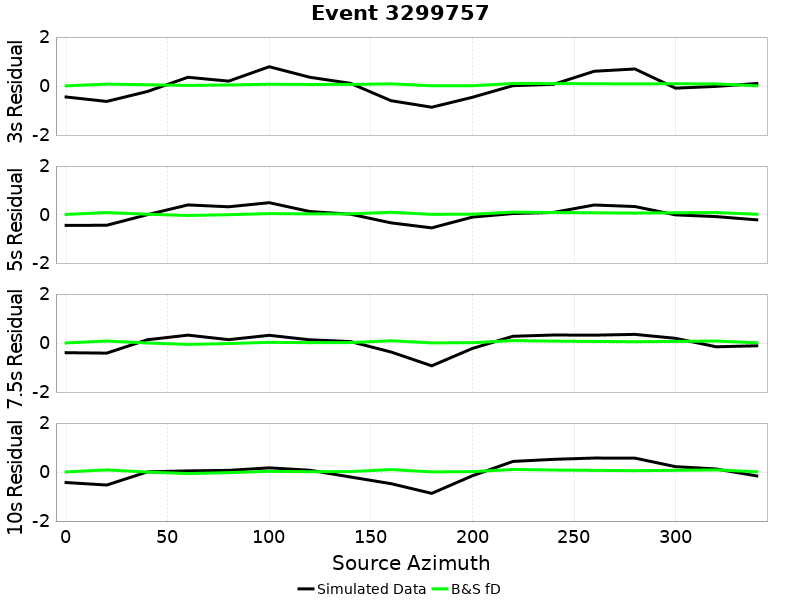 Event 3299757
3s Residual
2
0
-2
5s Residual
2
0
-2
7.5s Residual
2
0
-2
10s Residual
2
0
-2
0 50 100 150 200 250 300
Source Azimuth
Simulated Data B&S fD